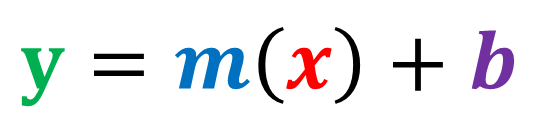 y = m(x) + b